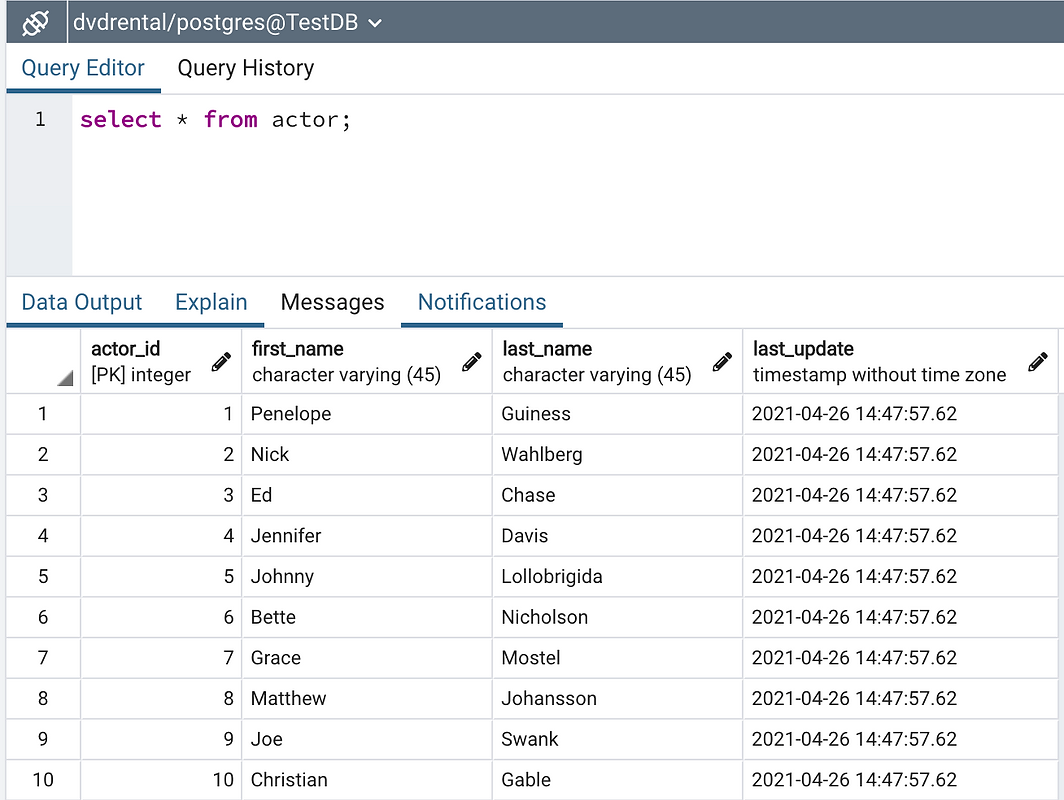 dvdrental/postgres@TestDB
Query Editor Query History
1 select * from actor;
Data Output Explain Messages Notifications
actor_id first_name last_name last_update
[PK] integer character varying (45) character varying (45) timestamp without time zone
1 1 Penelope Guiness 2021-04-26 14:47:57.62
2 2 Nick Wahlberg 2021-04-26 14:47:57.62
3 3 Ed Chase 2021-04-26 14:47:57.62
4 4 Jennifer Davis 2021-04-26 14:47:57.62
5 5 Johnny Lollobrigida 2021-04-26 14:47:57.62
6 6 Bette Nicholson 2021-04-26 14:47:57.62
7 7 Grace Mostel 2021-04-26 14:47:57.62
8 8 Matthew Johansson 2021-04-26 14:47:57.62
9 9 Joe Swank 2021-04-26 14:47:57.62
10 10 Christian Gable 2021-04-26 14:47:57.62